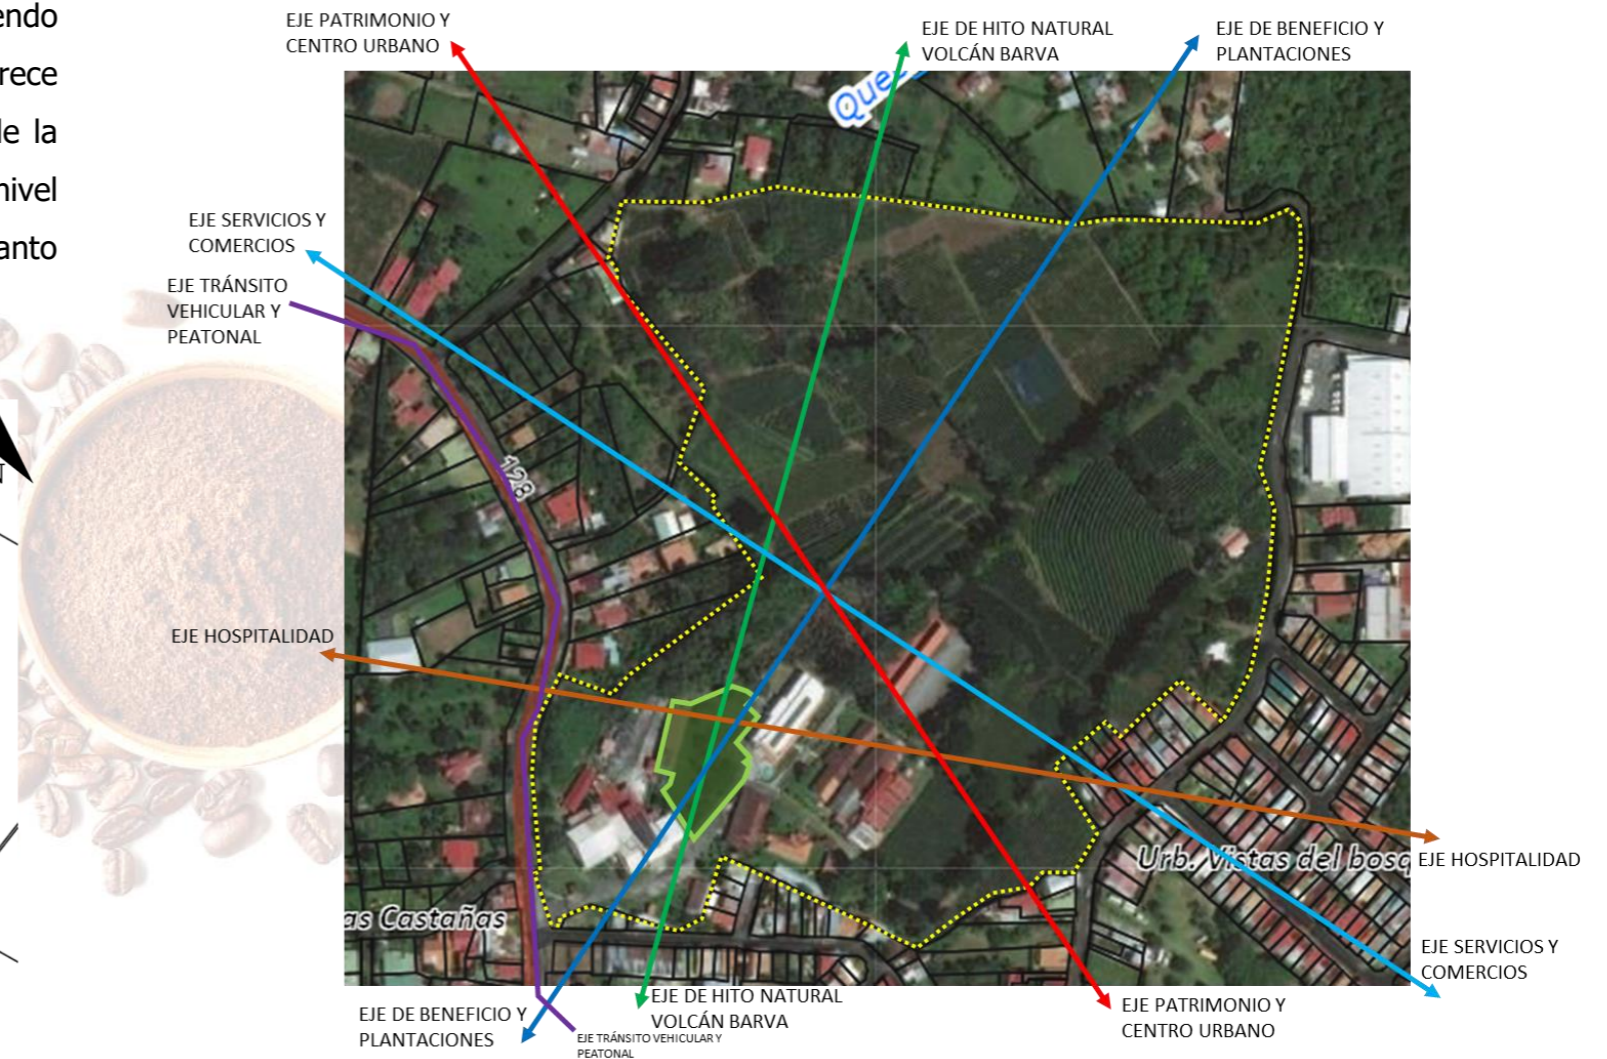 EJE PATRIMONIO Y
CENTRO URBANO
EJE DE HITO NATURAL
VOLCÁN BARVA
EJE DE BENEFICIO Y
PLANTACIONES
endo
rece
de la
nivel
anto
EJE SERVICIOS Y
COMERCIOS
EJE TRÁNSITO
VEHICULAR Y
PEATONAL
128
EJE HOSPITALIDAD
Urb. Vistas del bosq
EJE HOSPITALIDAD
as Castañas
EJE SERVICIOS Y
COMERCIOS
EJE DE BENEFICIO Y
PLANTACIONES
EJE DE HITO NATURAL
VOLCÁN BARVA
EJE TRÁNSITO VEHICULAR Y
PEATONAL
EJE PATRIMONIO Y
CENTRO URBANO